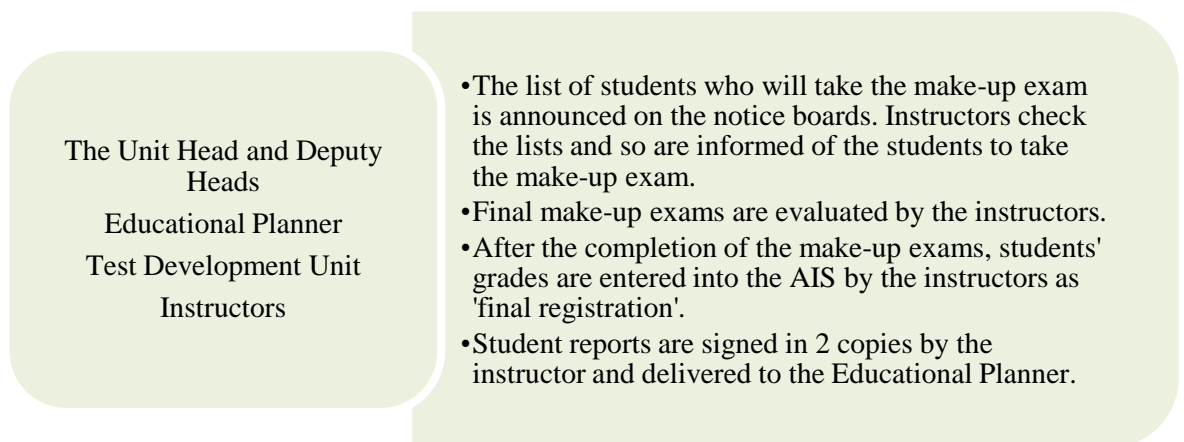 The Unit Head and Deputy
Heads
Educational Planner
Test Development Unit
Instructors
•The list of students who will take the make-up exam
is announced on the notice boards. Instructors check
the lists and so are informed of the students to take
the make-up exam.
•Final make-up exams are evaluated by the instructors.
•After the completion of the make-up exams, students'
grades are entered into the AIS by the instructors as
'final registration'.
•Student reports are signed in 2 copies by the
instructor and delivered to the Educational Planner.